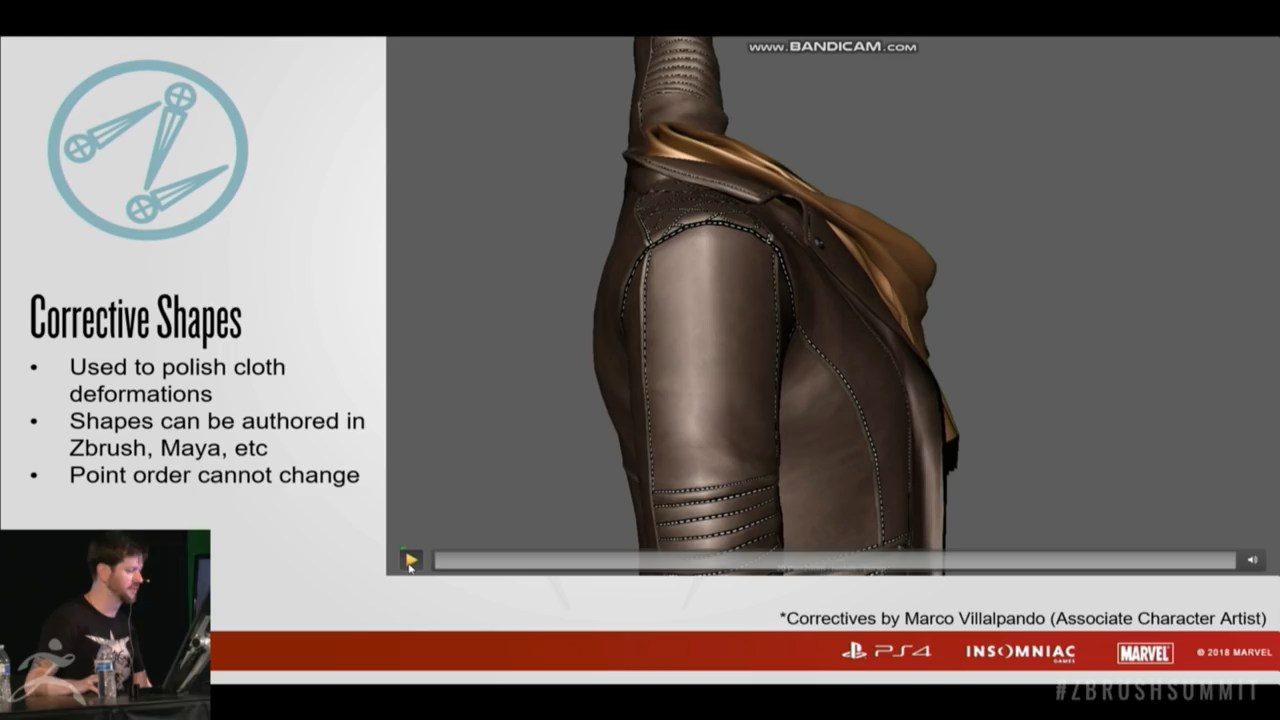 www.BANDICAM.com
Corrective Shapes
• Used to polish cloth
deformations
• Shapes can be authored in
Zbrush, Maya, etc
• Point order cannot change
*Correctives by Marco Villalpando (Associate Character Artist)
PS4
INSOMNIAC
GAMES
MARVEL
© 2018 MARVEL
#ZBRUSHSUMMIT